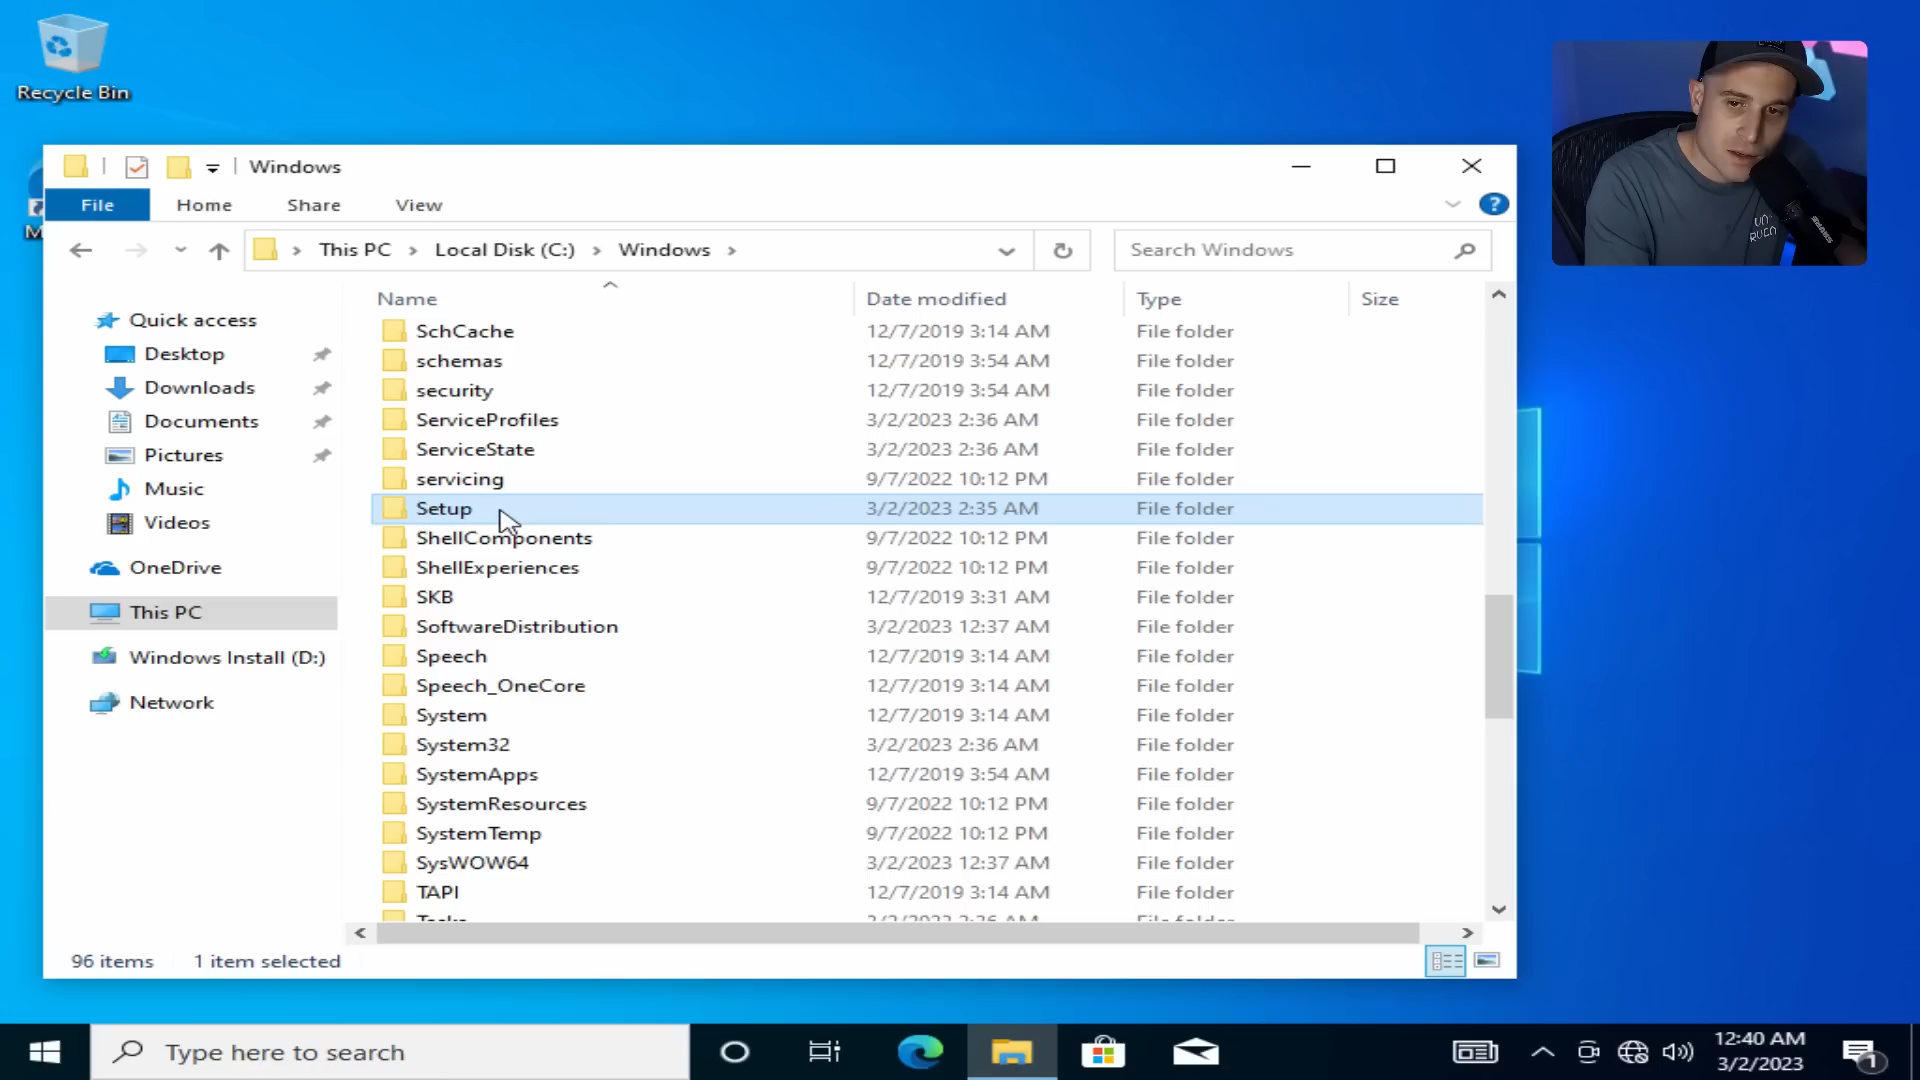 Recycle Bin
Windows
File Home Share View
This PC Local Disk (C:) Windows
Search Windows
Name Date modified Type Size
Quick access
Desktop
Downloads
Documents
Pictures
Music
Videos
OneDrive
This PC
Windows Install (D:)
Network
SchCache 12/7/2019 3:14 AM File folder
schemas 12/7/2019 3:54 AM File folder
security 12/7/2019 3:54 AM File folder
ServiceProfiles 3/2/2023 2:36 AM File folder
ServiceState 3/2/2023 2:36 AM File folder
servicing 9/7/2022 10:12 PM File folder
Setup 3/2/2023 2:35 AM File folder
ShellComponents 9/7/2022 10:12 PM File folder
ShellExperiences 9/7/2022 10:12 PM File folder
SKB 12/7/2019 3:31 AM File folder
SoftwareDistribution 3/2/2023 12:37 AM File folder
Speech 12/7/2019 3:14 AM File folder
Speech_OneCore 12/7/2019 3:14 AM File folder
System 12/7/2019 3:14 AM File folder
System32 3/2/2023 2:36 AM File folder
SystemApps 12/7/2019 3:54 AM File folder
SystemResources 9/7/2022 10:12 PM File folder
SystemTemp 9/7/2022 10:12 PM File folder
SysWOW64 3/2/2023 12:37 AM File folder
TAPI 12/7/2019 3:14 AM File folder
96 items 1 item selected
Type here to search
12:40 AM
3/2/2023
1